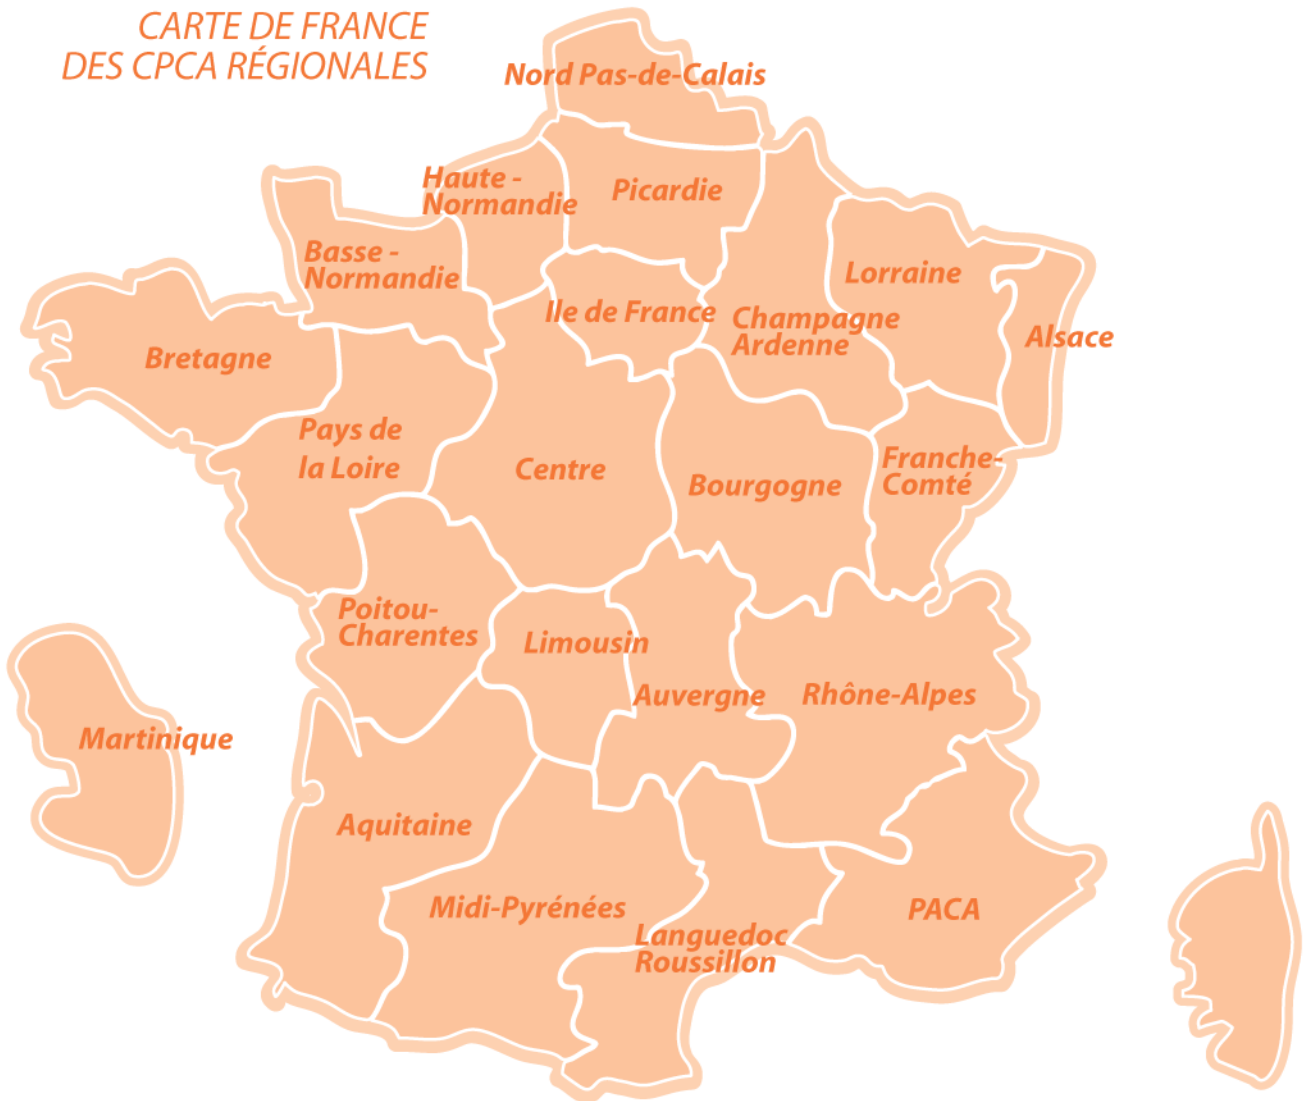 CARTE DE FRANCE
DES CPCA RÉGIONALES
Nord Pas-de-Calais
Haute -
Normandie
Picardie
Basse -
Normandie
Lorraine
Ile de France
Champagne
Ardenne
Alsace
Bretagne
Pays de
la Loire
Centre
Bourgogne
Franche-
Comté
Poitou-
Charentes
Limousin
Auvergne
Rhône-Alpes
Martinique
Aquitaine
Midi-Pyrénées
PACA
Languedoc
Roussillon